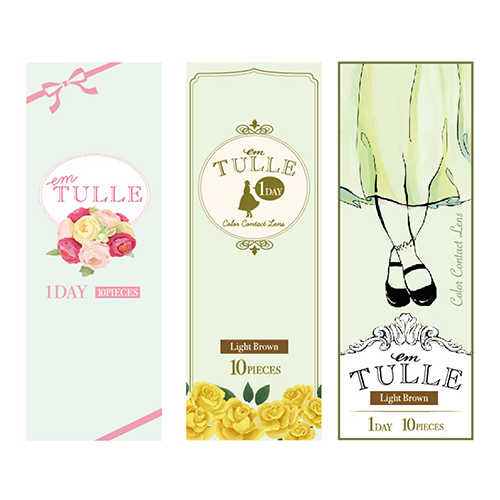 em
TULLE
1DAY 10PIECES
em
TULLE
1DAY
Color Contact Lens
Light Brown
10PIECES
Color Contact Lens
em
TULLE
Light Brown
1DAY 10PIECES